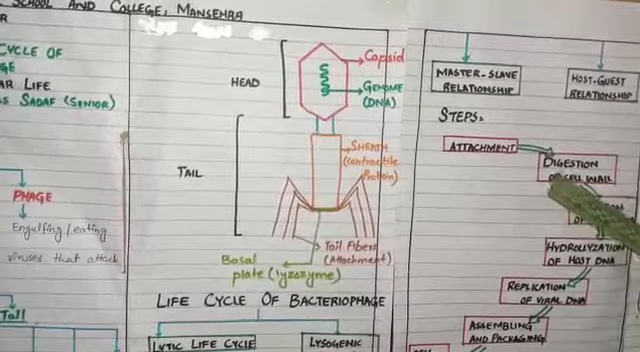 SCHOOL AND COLLEGE, MANSEHRA
CYCLE OF
LIFE
SADAF (SENIOR)
PHAGE
Engulfing/eating
viruses that attack
Tail
HEAD
Capsid
GENOME
(DNA)
TAIL
SHEATH
(contractile
Protein)
Tail Fibers
(Attachment)
Basal
plate (lyzozyme)
LIFE CYCLE OF BACTERIOPHAGE
LYTIC LIFE CYCLE
LYSOGENIC
MASTER-SLAVE
RELATIONSHIP
HOST-GUEST
RELATIONSHIP
STEPS:
ATTACHMENT
DIGESTION
OF CELL WALL
HYDROLYZATION
OF HOST DNA
REPLICATION
OF VIRAL DNA
ASSEMBLING
AND PACKAGING